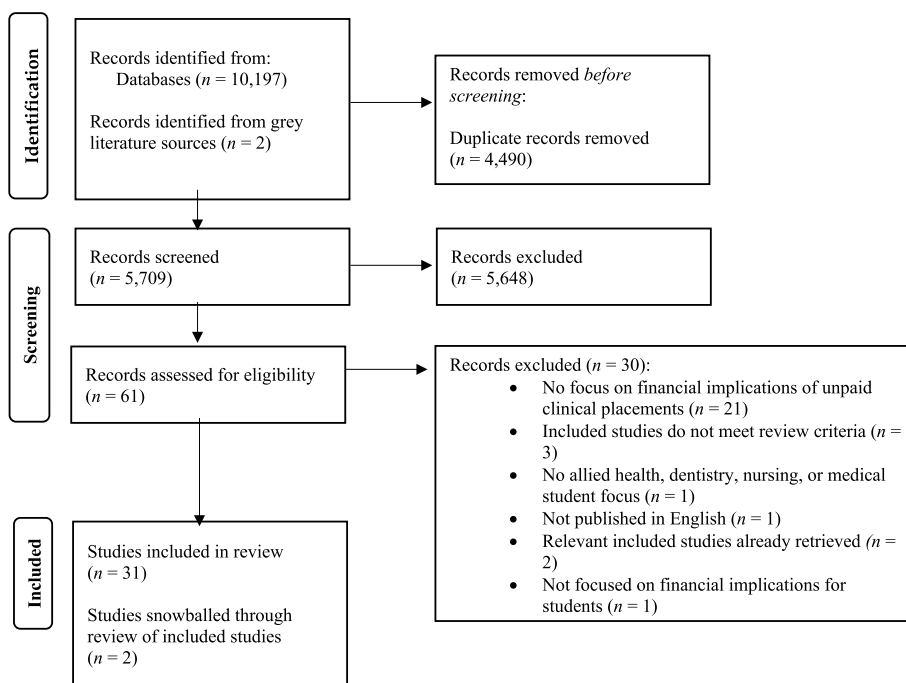 Identification
Records identified from:
Databases (n = 10,197)
Records identified from grey
literature sources (n = 2)
Records removed before
screening:
Duplicate records removed
(n = 4,490)
Screening
Records screened
(n = 5,709)
Records excluded
(n = 5,648)
Records assessed for eligibility
(n = 61)
Records excluded (n = 30):
• No focus on financial implications of unpaid
clinical placements (n = 21)
• Included studies do not meet review criteria (n =
3)
• No allied health, dentistry, nursing, or medical
student focus (n = 1)
• Not published in English (n = 1)
• Relevant included studies already retrieved (n =
2)
• Not focused on financial implications for
students (n = 1)
Included
Studies included in review
(n = 31)
Studies snowballed through
review of included studies
(n = 2)